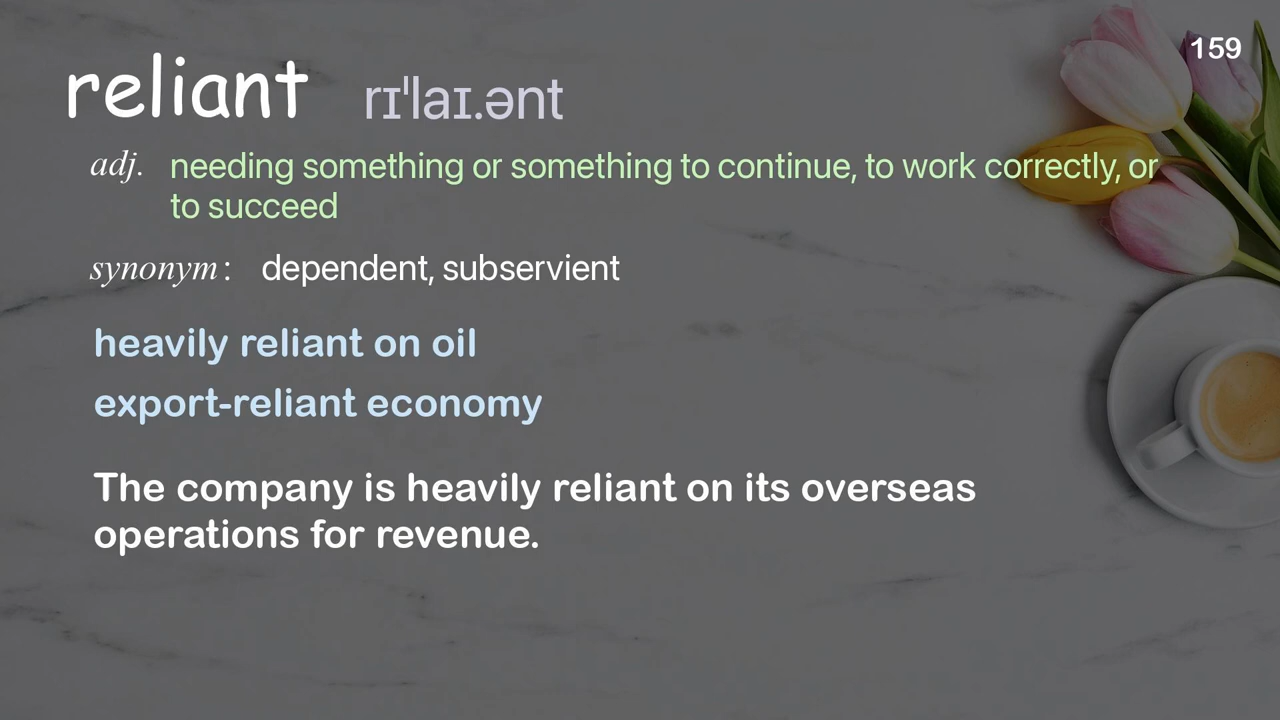 159
reliant rɪˈlaɪ.ənt
adj. needing something or something to continue, to work correctly, or
to succeed
synonym : dependent, subservient
heavily reliant on oil
export-reliant economy
The company is heavily reliant on its overseas
operations for revenue.